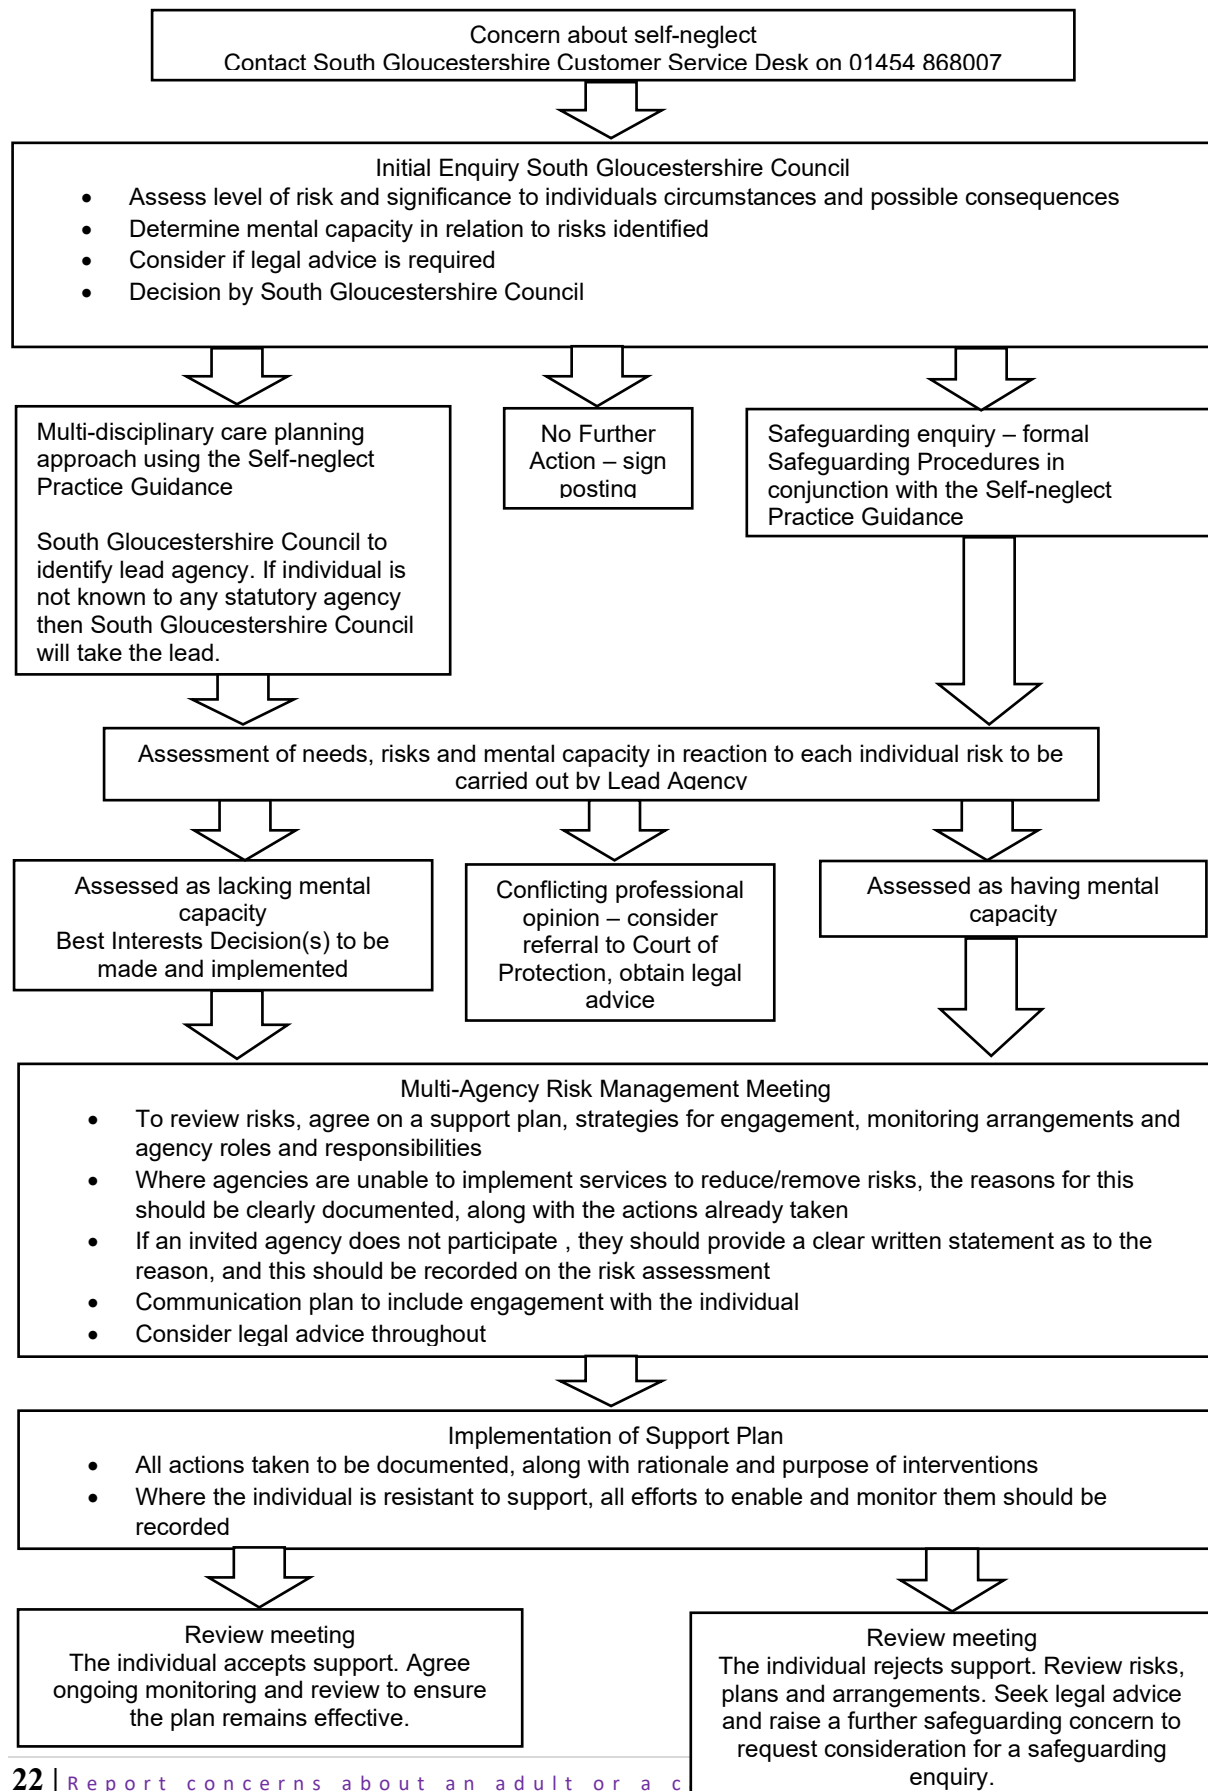 Concern about self-neglect
Contact South Gloucestershire Customer Service Desk on 01454 868007
Initial Enquiry South Gloucestershire Council
• Assess level of risk and significance to individuals circumstances and possible consequences
• Determine mental capacity in relation to risks identified
• Consider if legal advice is required
• Decision by South Gloucestershire Council
Multi-disciplinary care planning
approach using the Self-neglect
Practice Guidance
South Gloucestershire Council to
identify lead agency. If individual is
not known to any statutory agency
then South Gloucestershire Council
will take the lead.
No Further
Action – sign
posting
Safeguarding enquiry – formal
Safeguarding Procedures in
conjunction with the Self-neglect
Practice Guidance
Assessment of needs, risks and mental capacity in reaction to each individual risk to be
carried out by Lead Agency
Assessed as lacking mental
capacity
Best Interests Decision(s) to be
made and implemented
Conflicting professional
opinion – consider
referral to Court of
Protection, obtain legal
advice
Assessed as having mental
capacity
Multi-Agency Risk Management Meeting
• To review risks, agree on a support plan, strategies for engagement, monitoring arrangements and
agency roles and responsibilities
• Where agencies are unable to implement services to reduce/remove risks, the reasons for this
should be clearly documented, along with the actions already taken
• If an invited agency does not participate , they should provide a clear written statement as to the
reason, and this should be recorded on the risk assessment
• Communication plan to include engagement with the individual
• Consider legal advice throughout
Implementation of Support Plan
• All actions taken to be documented, along with rationale and purpose of interventions
• Where the individual is resistant to support, all efforts to enable and monitor them should be
recorded
Review meeting
The individual accepts support. Agree
ongoing monitoring and review to ensure
the plan remains effective.
Review meeting
The individual rejects support. Review risks,
plans and arrangements. Seek legal advice
and raise a further safeguarding concern to
request consideration for a safeguarding
enquiry.
22 | Report concerns about an adult or a c